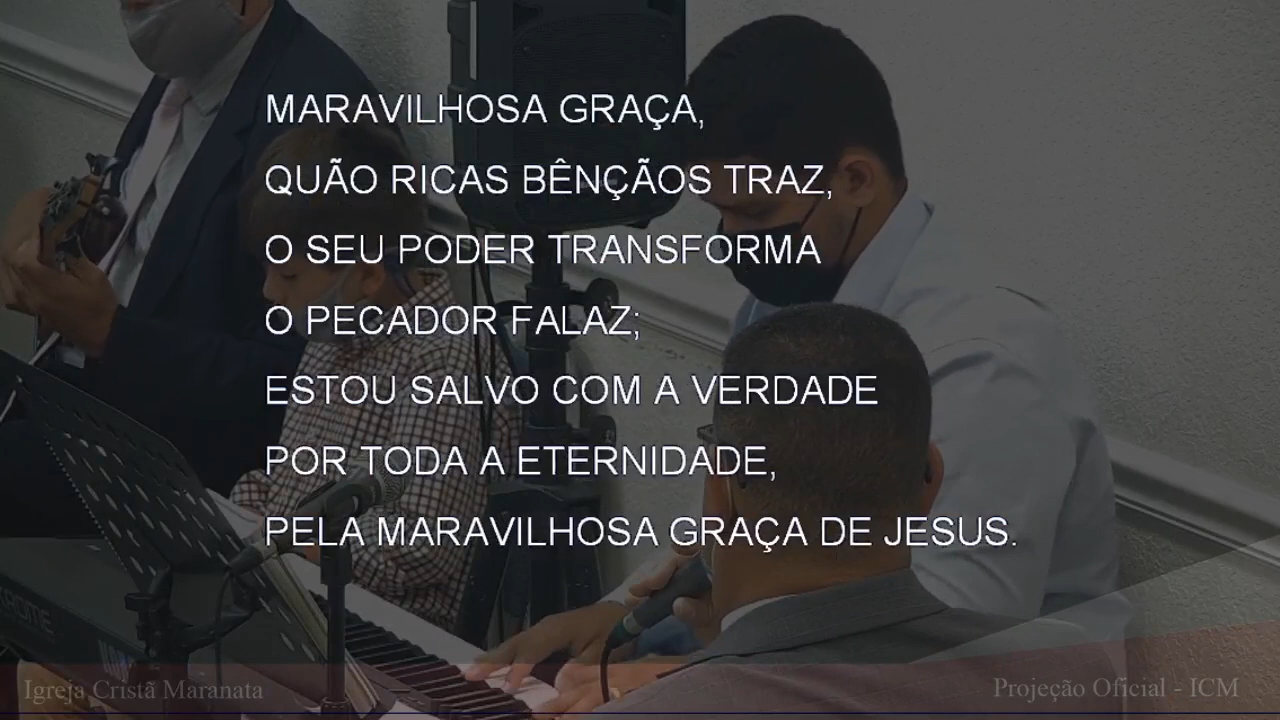 MARAVILHOSA GRAÇA,
QUÃO RICAS BÊNÇÃOS TRAZ,
O SEU PODER TRANSFORMA
O PECADOR FALAZ;
ESTOU SALVO COM A VERDADE
POR TODA A ETERNIDADE,
PELA MARAVILHOSA GRAÇA DE JESUS.
Igreja Cristã Maranata
Projeção Oficial - ICM